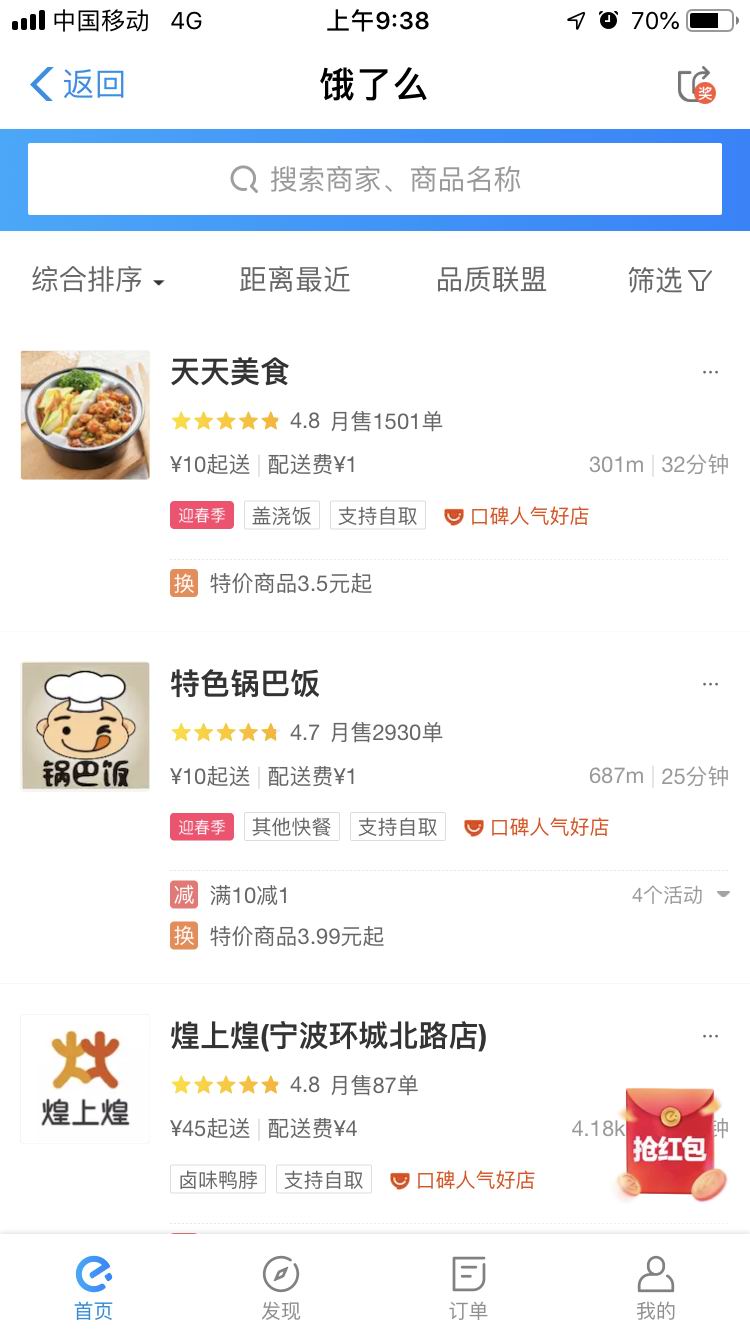 中国移动 4G 上午9:38 70%
返回 饿了么 奖
搜索商家、商品名称
综合排序 距离最近 品质联盟 筛选
天天美食
4.8 月售1501单
¥10起送 配送费¥1 301m 32分钟
迎春季 盖浇饭 支持自取 口碑人气好店
换 特价商品3.5元起
特色锅巴饭
锅巴饭
4.7 月售2930单
¥10起送 配送费¥1 687m 25分钟
迎春季 其他快餐 支持自取 口碑人气好店
减 满10减1 4个活动
换 特价商品3.99元起
煌上煌(宁波环城北路店)
煌上煌
4.8 月售87单
¥45起送 配送费¥4 4.18k 钟
抢红包
卤味鸭脖 支持自取 口碑人气好店
首页 发现 订单 我的